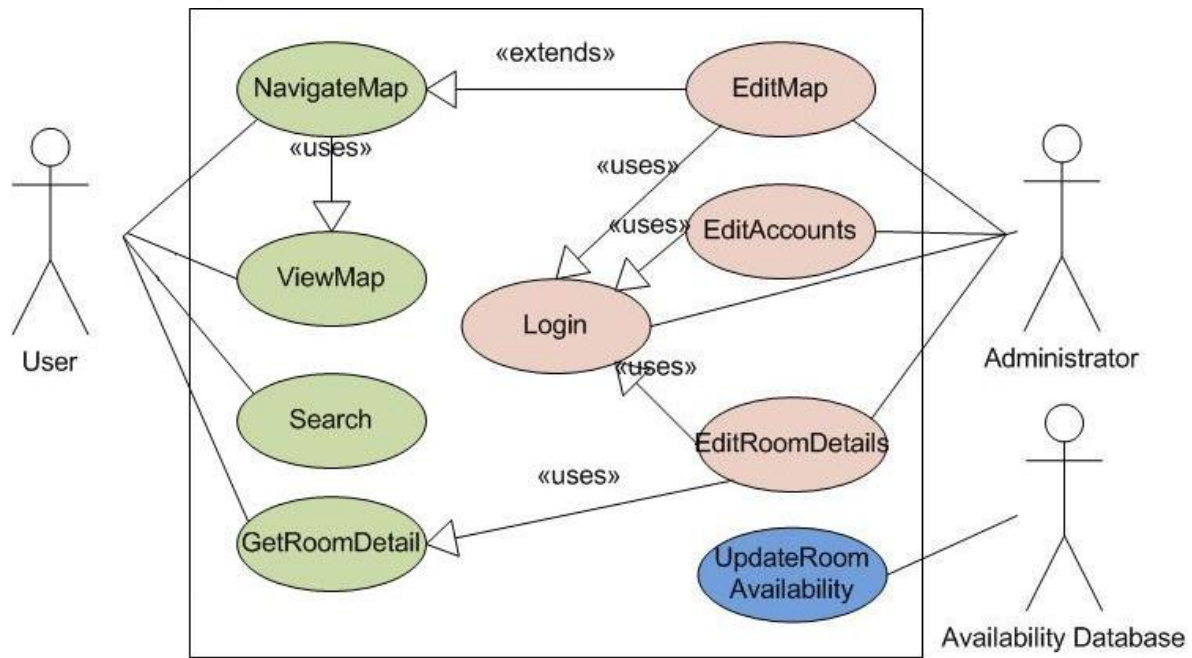 «extends»
NavigateMap
EditMap
«uses»
«uses»
«uses»
EditAccounts
ViewMap
Login
User
Administrator
«uses»
Search
EditRoomDetails
«uses»
GetRoomDetail
UpdateRoom
Availability
Availability Database